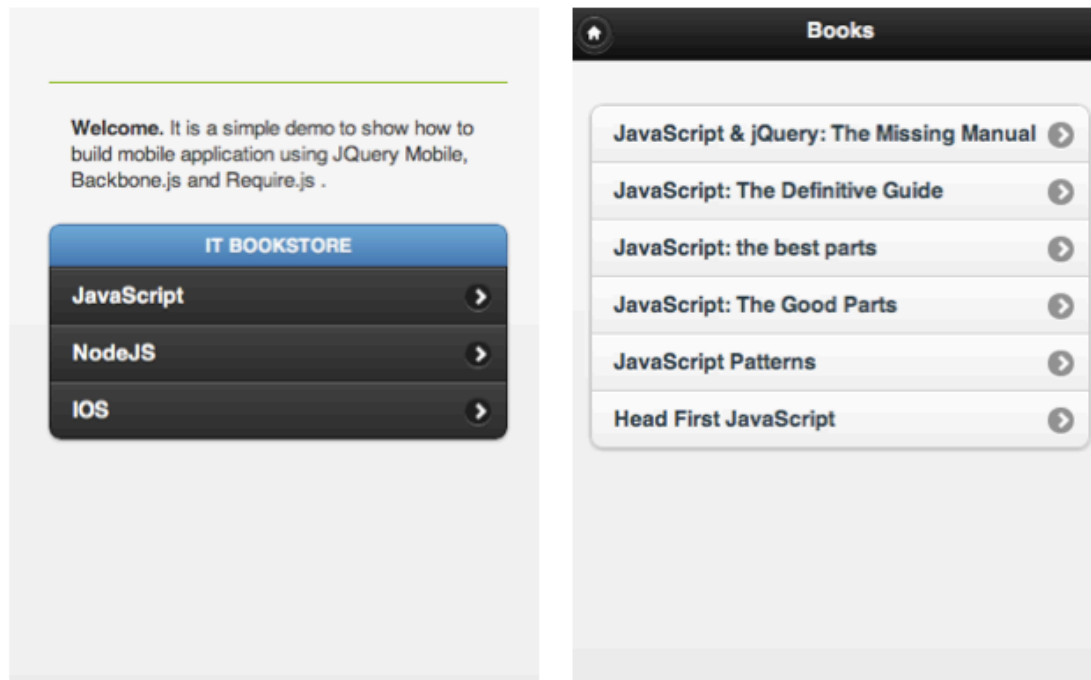 Welcome. It is a simple demo to show how to
build mobile application using JQuery Mobile,
Backbone.js and Require.js .
IT BOOKSTORE
JavaScript
NodeJS
IOS
Books
JavaScript & jQuery: The Missing Manual
JavaScript: The Definitive Guide
JavaScript: the best parts
JavaScript: The Good Parts
JavaScript Patterns
Head First JavaScript